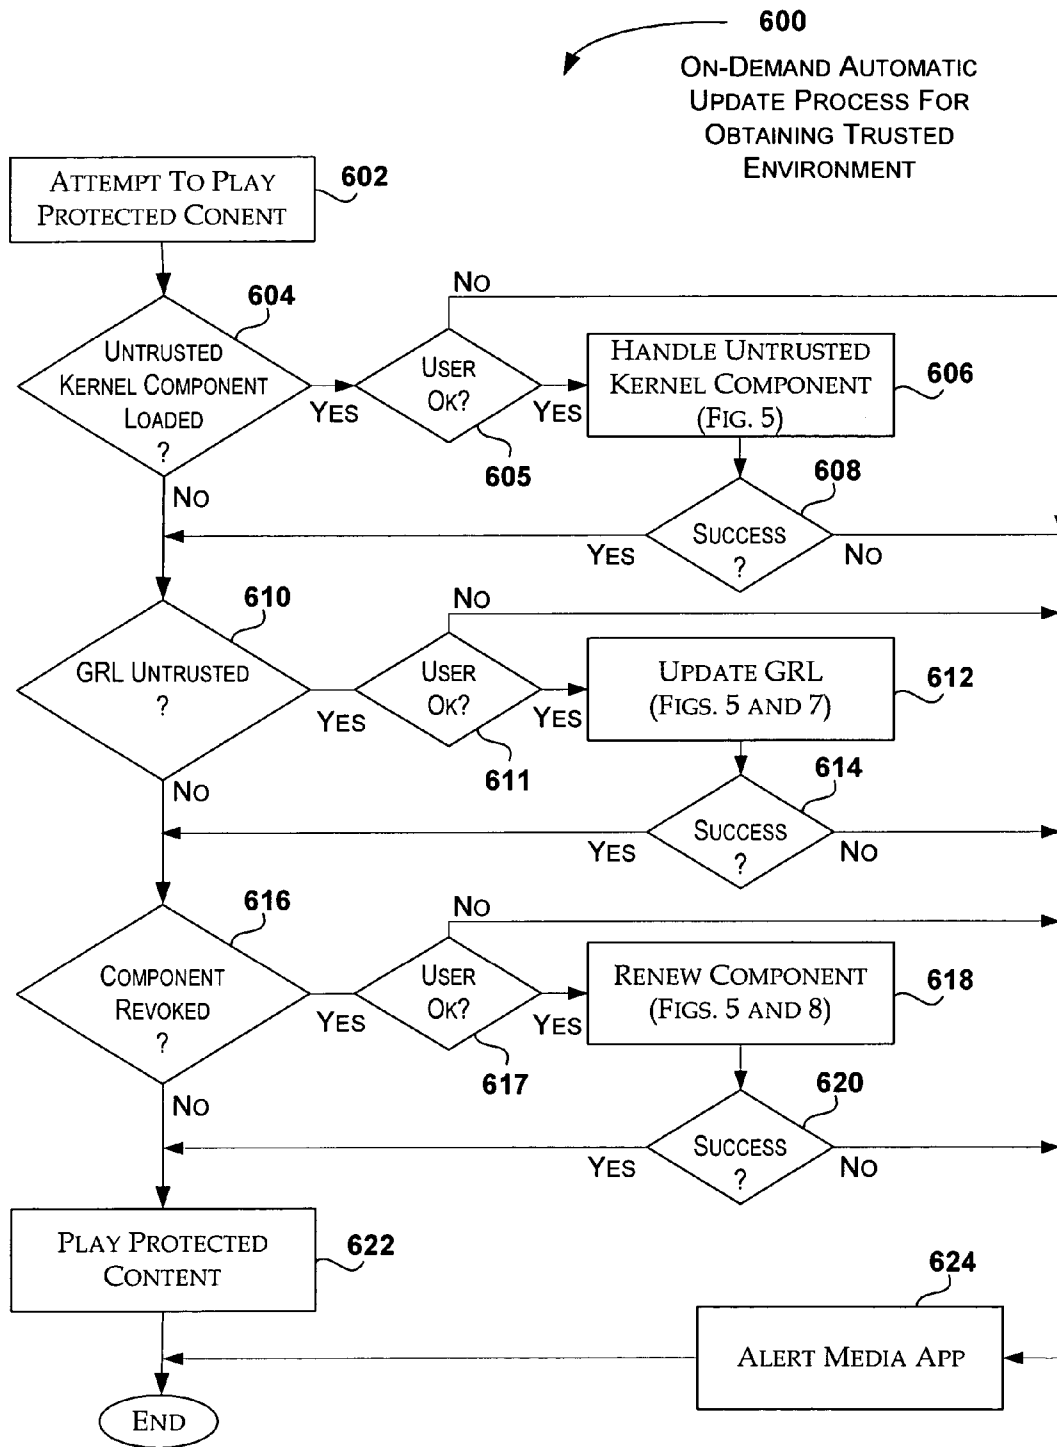 600
ON-DEMAND AUTOMATIC
UPDATE PROCESS FOR
OBTAINING TRUSTED
ENVIRONMENT
ATTEMPT TO PLAY
PROTECTED CONENT
602
604
UNTRUSTED
KERNEL COMPONENT
LOADED
?
YES
NO
USER
OK?
605
NO
YES
HANDLE UNTRUSTED
KERNEL COMPONENT
(FIG. 5)
606
608
SUCCESS
?
YES
NO
610
GRL UNTRUSTED
?
YES
NO
USER
OK?
611
NO
YES
UPDATE GRL
(FIGS. 5 AND 7)
612
614
SUCCESS
?
YES
NO
616
COMPONENT
REVOKED
?
YES
NO
USER
OK?
617
NO
YES
RENEW COMPONENT
(FIGS. 5 AND 8)
618
620
SUCCESS
?
YES
NO
PLAY PROTECTED
CONTENT
622
624
ALERT MEDIA APP
END